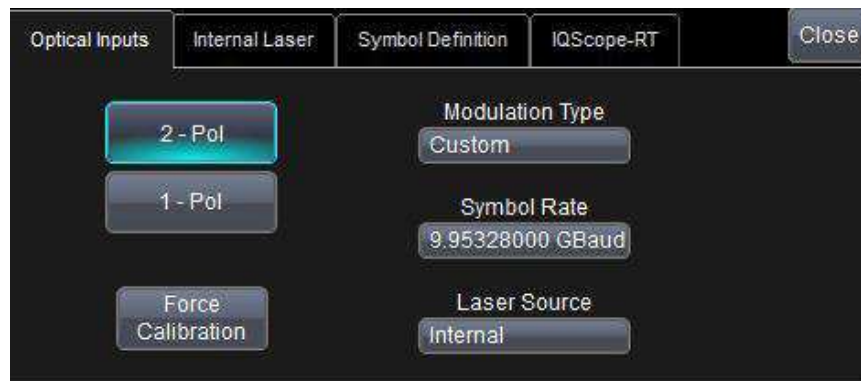 Optical Inputs
Internal Laser
Symbol Definition
IQScope-RT
Close
2 - Pol
1 - Pol
Force
Calibration
Modulation Type
Custom
Symbol Rate
9.95328000 GBaud
Laser Source
Internal